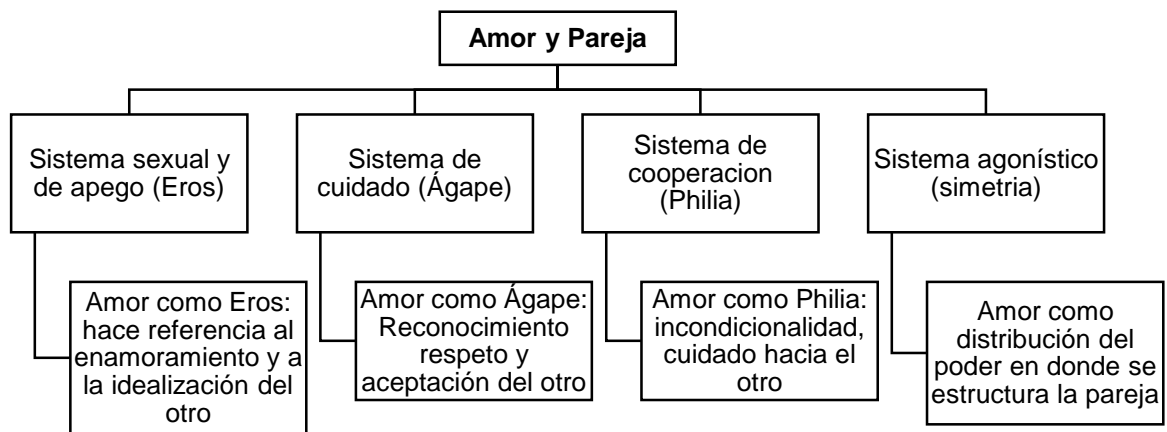 Amor y Pareja
Sistema sexual y
de apego (Eros)
Amor como Eros:
hace referencia al
enamoramiento y a
la idealización del
otro
Sistema de
cuidado (Ágape)
Amor como Ágape:
Reconocimiento
respeto y
aceptación del otro
Sistema de
cooperacion
(Philia)
Amor como Philia:
incondicionalidad,
cuidado hacia el
otro
Sistema agonístico
(simetria)
Amor como
distribución del
poder en donde se
estructura la pareja